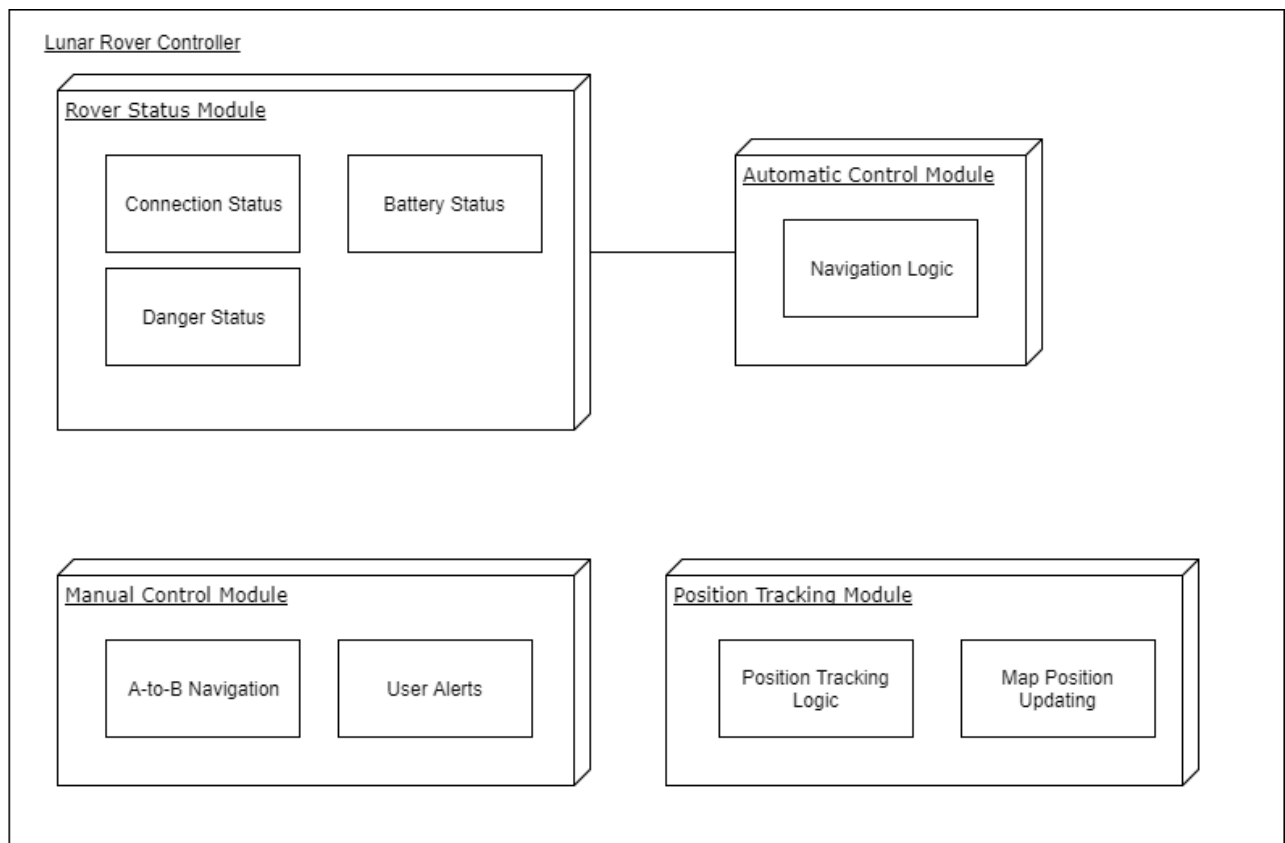 Lunar Rover Controller
Rover Status Module
Connection Status
Battery Status
Danger Status
Automatic Control Module
Navigation Logic
Manual Control Module
A-to-B Navigation
User Alerts
Position Tracking Module
Position Tracking
Logic
Map Position
Updating